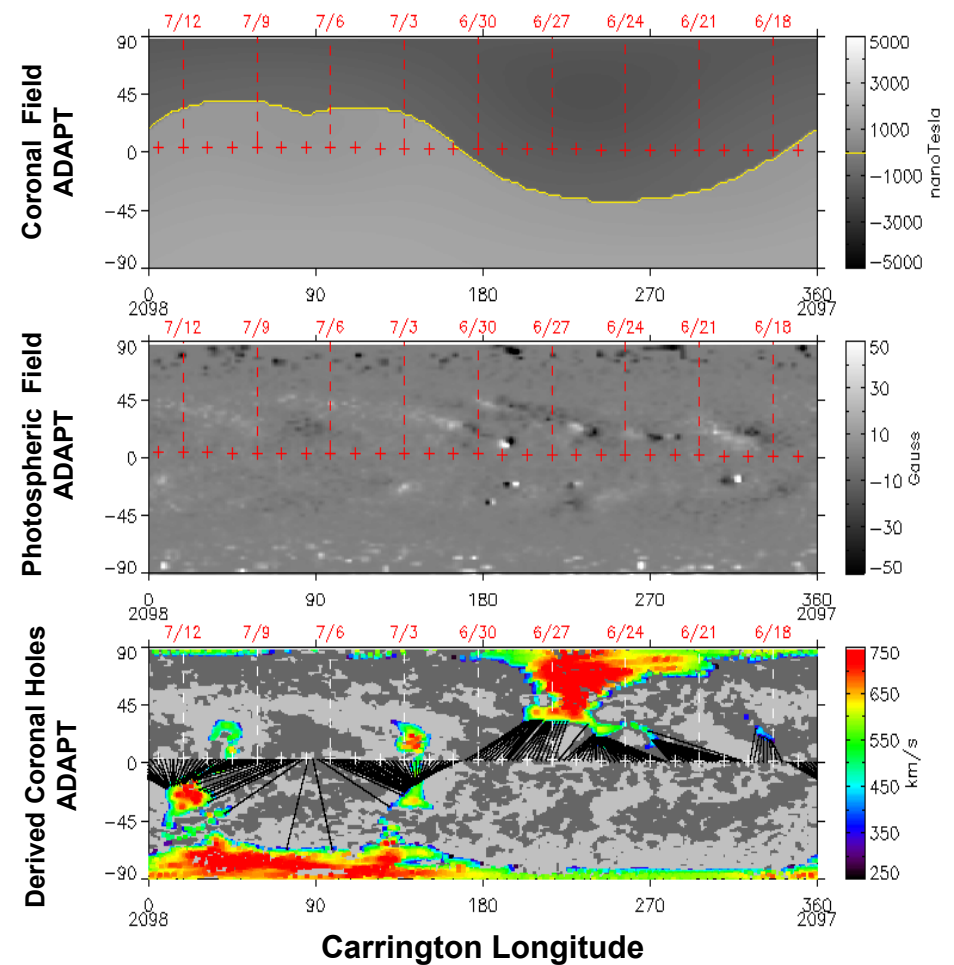 7/12 7/9 7/6 7/3 6/30 6/27 6/24 6/21 6/18
Coronal Field
ADAPT
90
45
0
-45
-90
0 90 180 270 360
2098 2097
5000
3000
1000
-1000
-3000
-5000
nanoTesla
7/12 7/9 7/6 7/3 6/30 6/27 6/24 6/21 6/18
Photospheric Field
ADAPT
90
45
0
-45
-90
0 90 180 270 360
2098 2097
50
30
10
-10
-30
-50
Gauss
7/12 7/9 7/6 7/3 6/30 6/27 6/24 6/21 6/18
Derived Coronal Holes
ADAPT
90
45
0
-45
-90
0 90 180 270 360
2098 2097
750
650
550
450
350
250
km/s
Carrington Longitude